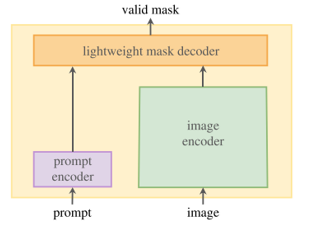 valid mask
lightweight mask decoder
image
encoder
prompt
encoder
prompt
image